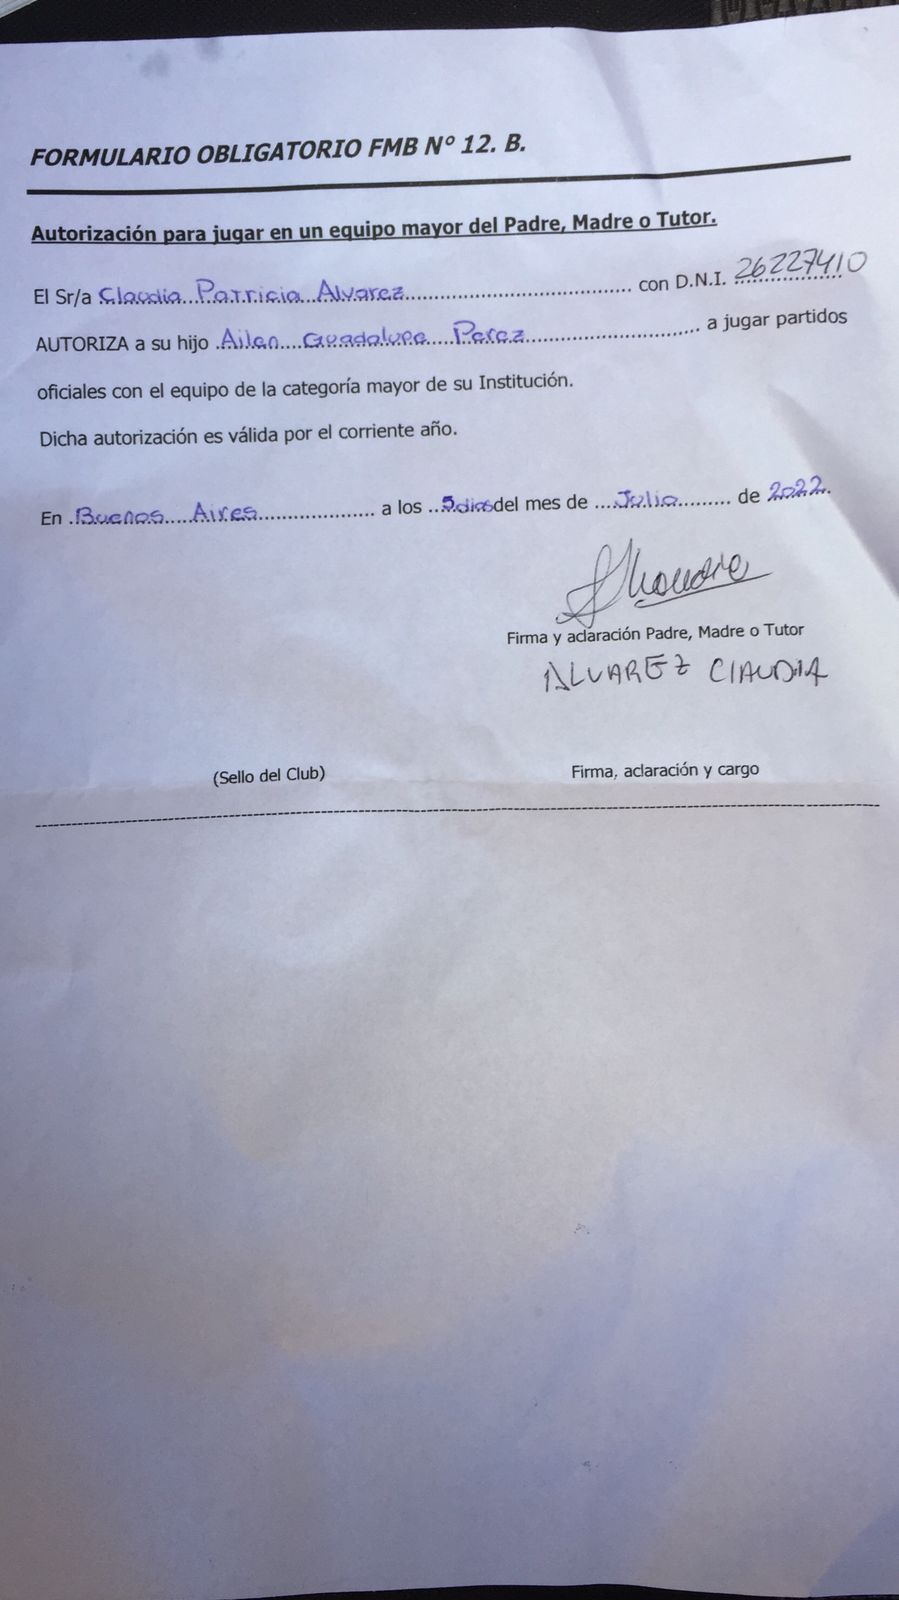 FORMULARIO OBLIGATORIO FMB N° 12. B.
Autorización para jugar en un equipo mayor del Padre, Madre o Tutor.
El Sr/a Claudia Patricia Alvarez con D.N.I. 26227410
AUTORIZA a su hijo Ailen Guadalupe Perez a jugar partidos
oficiales con el equipo de la categoría mayor de su Institución.
Dicha autorización es válida por el corriente año.
En Buenos Aires a los 5 dias del mes de Julio de 2022.
Firma y aclaración Padre, Madre o Tutor
ALVAREZ ClAUDIA
(Sello del Club) Firma, aclaración y cargo